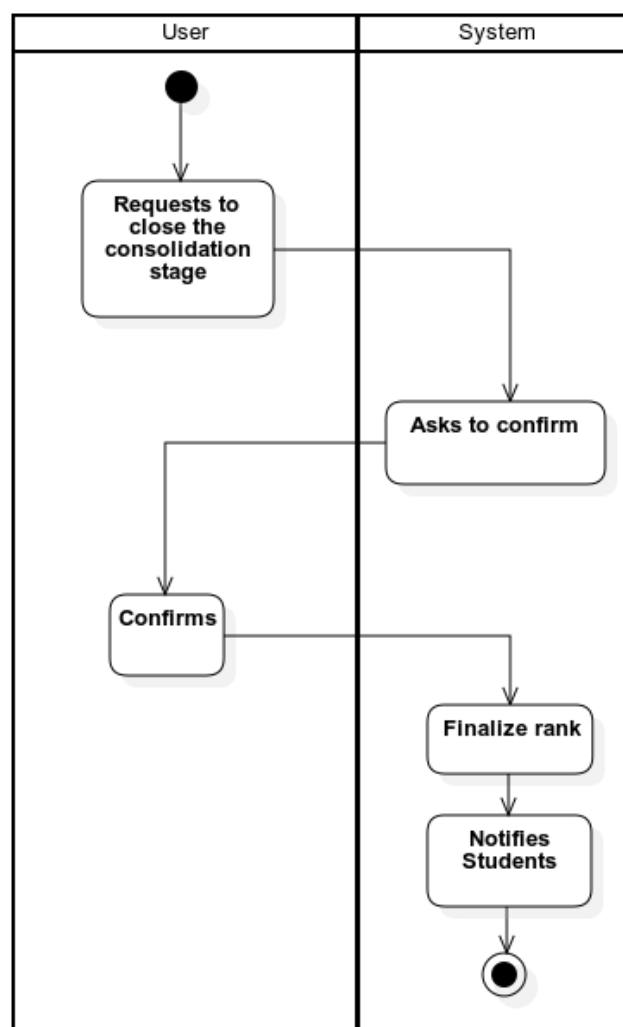 User
System
Requests to
close the
consolidation
stage
Asks to confirm
Confirms
Finalize rank
Notifies
Students